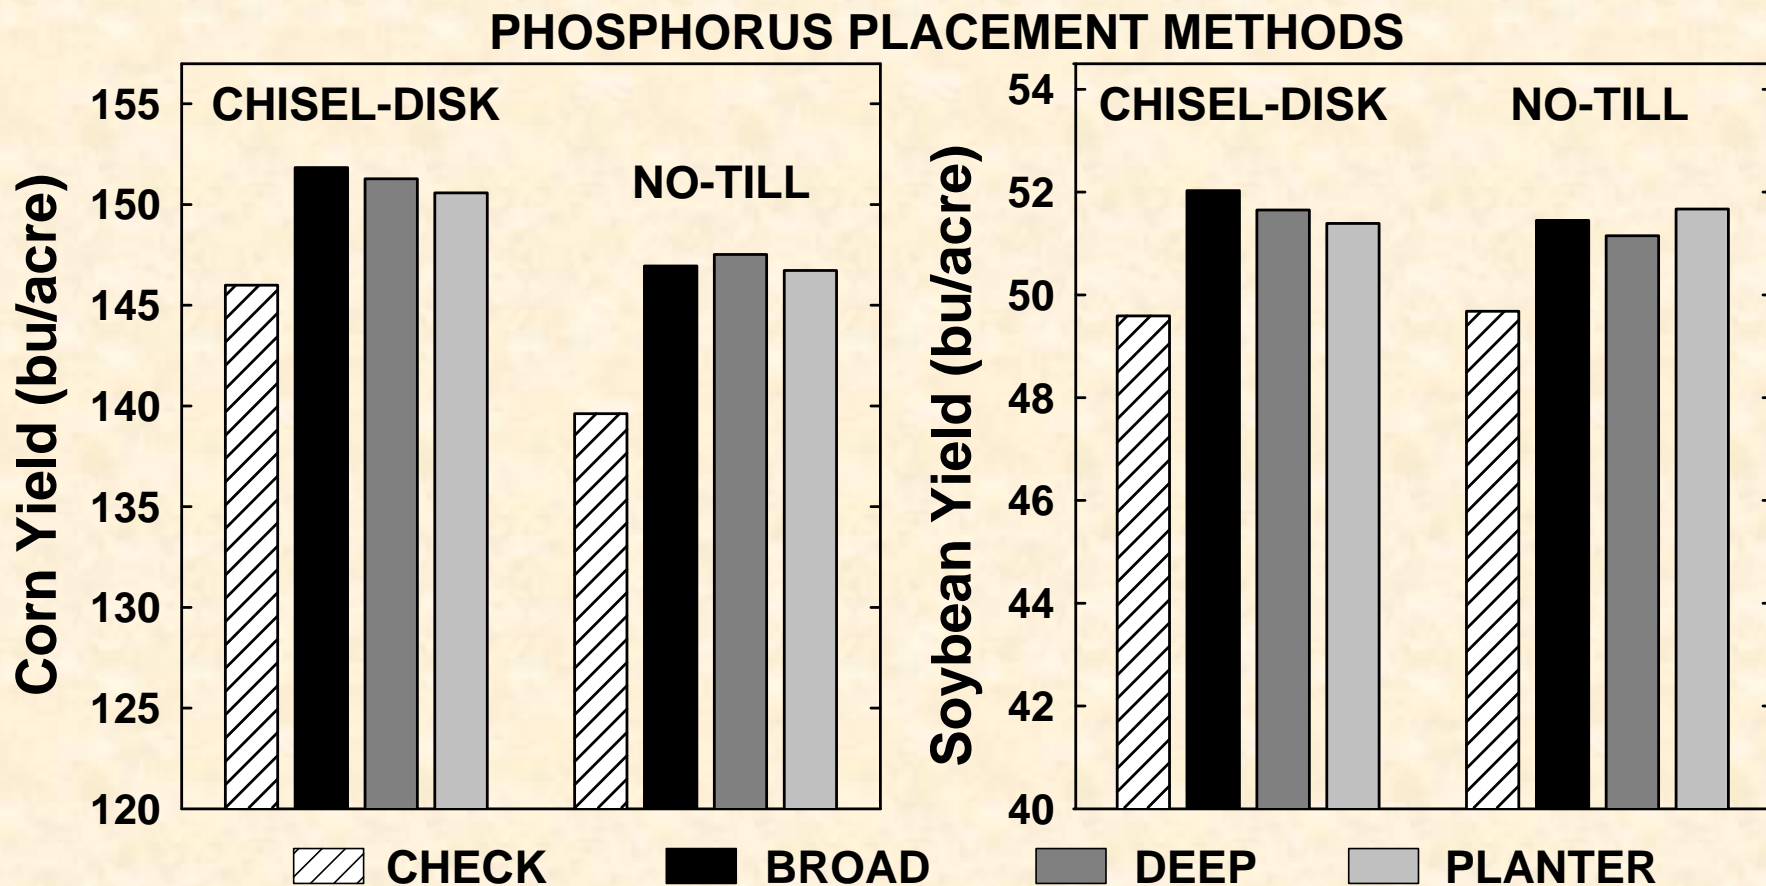 PHOSPHORUS PLACEMENT METHODS
Corn Yield (bu/acre)
155
150
145
140
135
130
125
120
CHISEL-DISK
NO-TILL
Soybean Yield (bu/acre)
54
52
50
48
46
44
42
40
CHISEL-DISK
NO-TILL
CHECK BROAD DEEP PLANTER